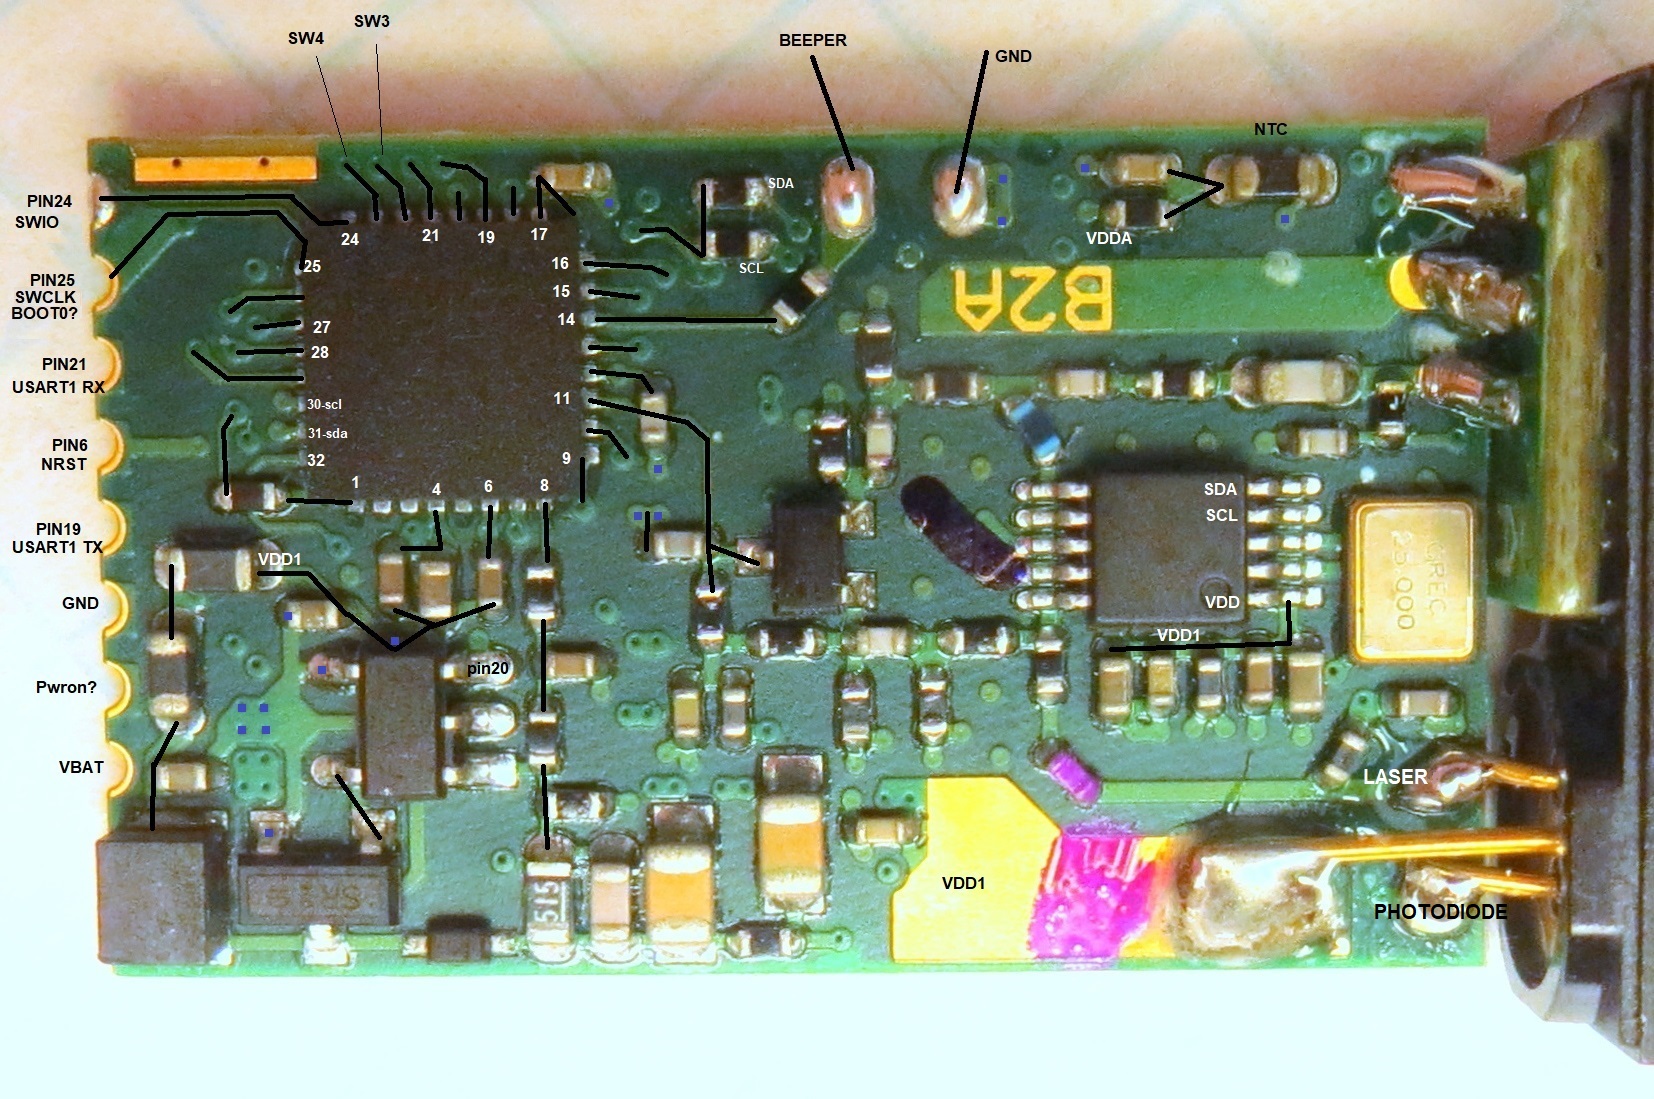 SW3
SW4
BEEPER
GND
NTC
PIN24
SWIO
SDA
SCL
VDDA
24
21
19
17
25
16
15
14
27
28
11
30-scl
31-sda
32
9
1
4
6
8
PIN25
SWCLK
BOOT0?
B2A
PIN21
USART1 RX
PIN6
NRST
PIN19
USART1 TX
VDD1
SDA
SCL
VDD
VDD1
GND
pin20
Pwron?
VBAT
LASER
VDD1
PHOTODIODE
515